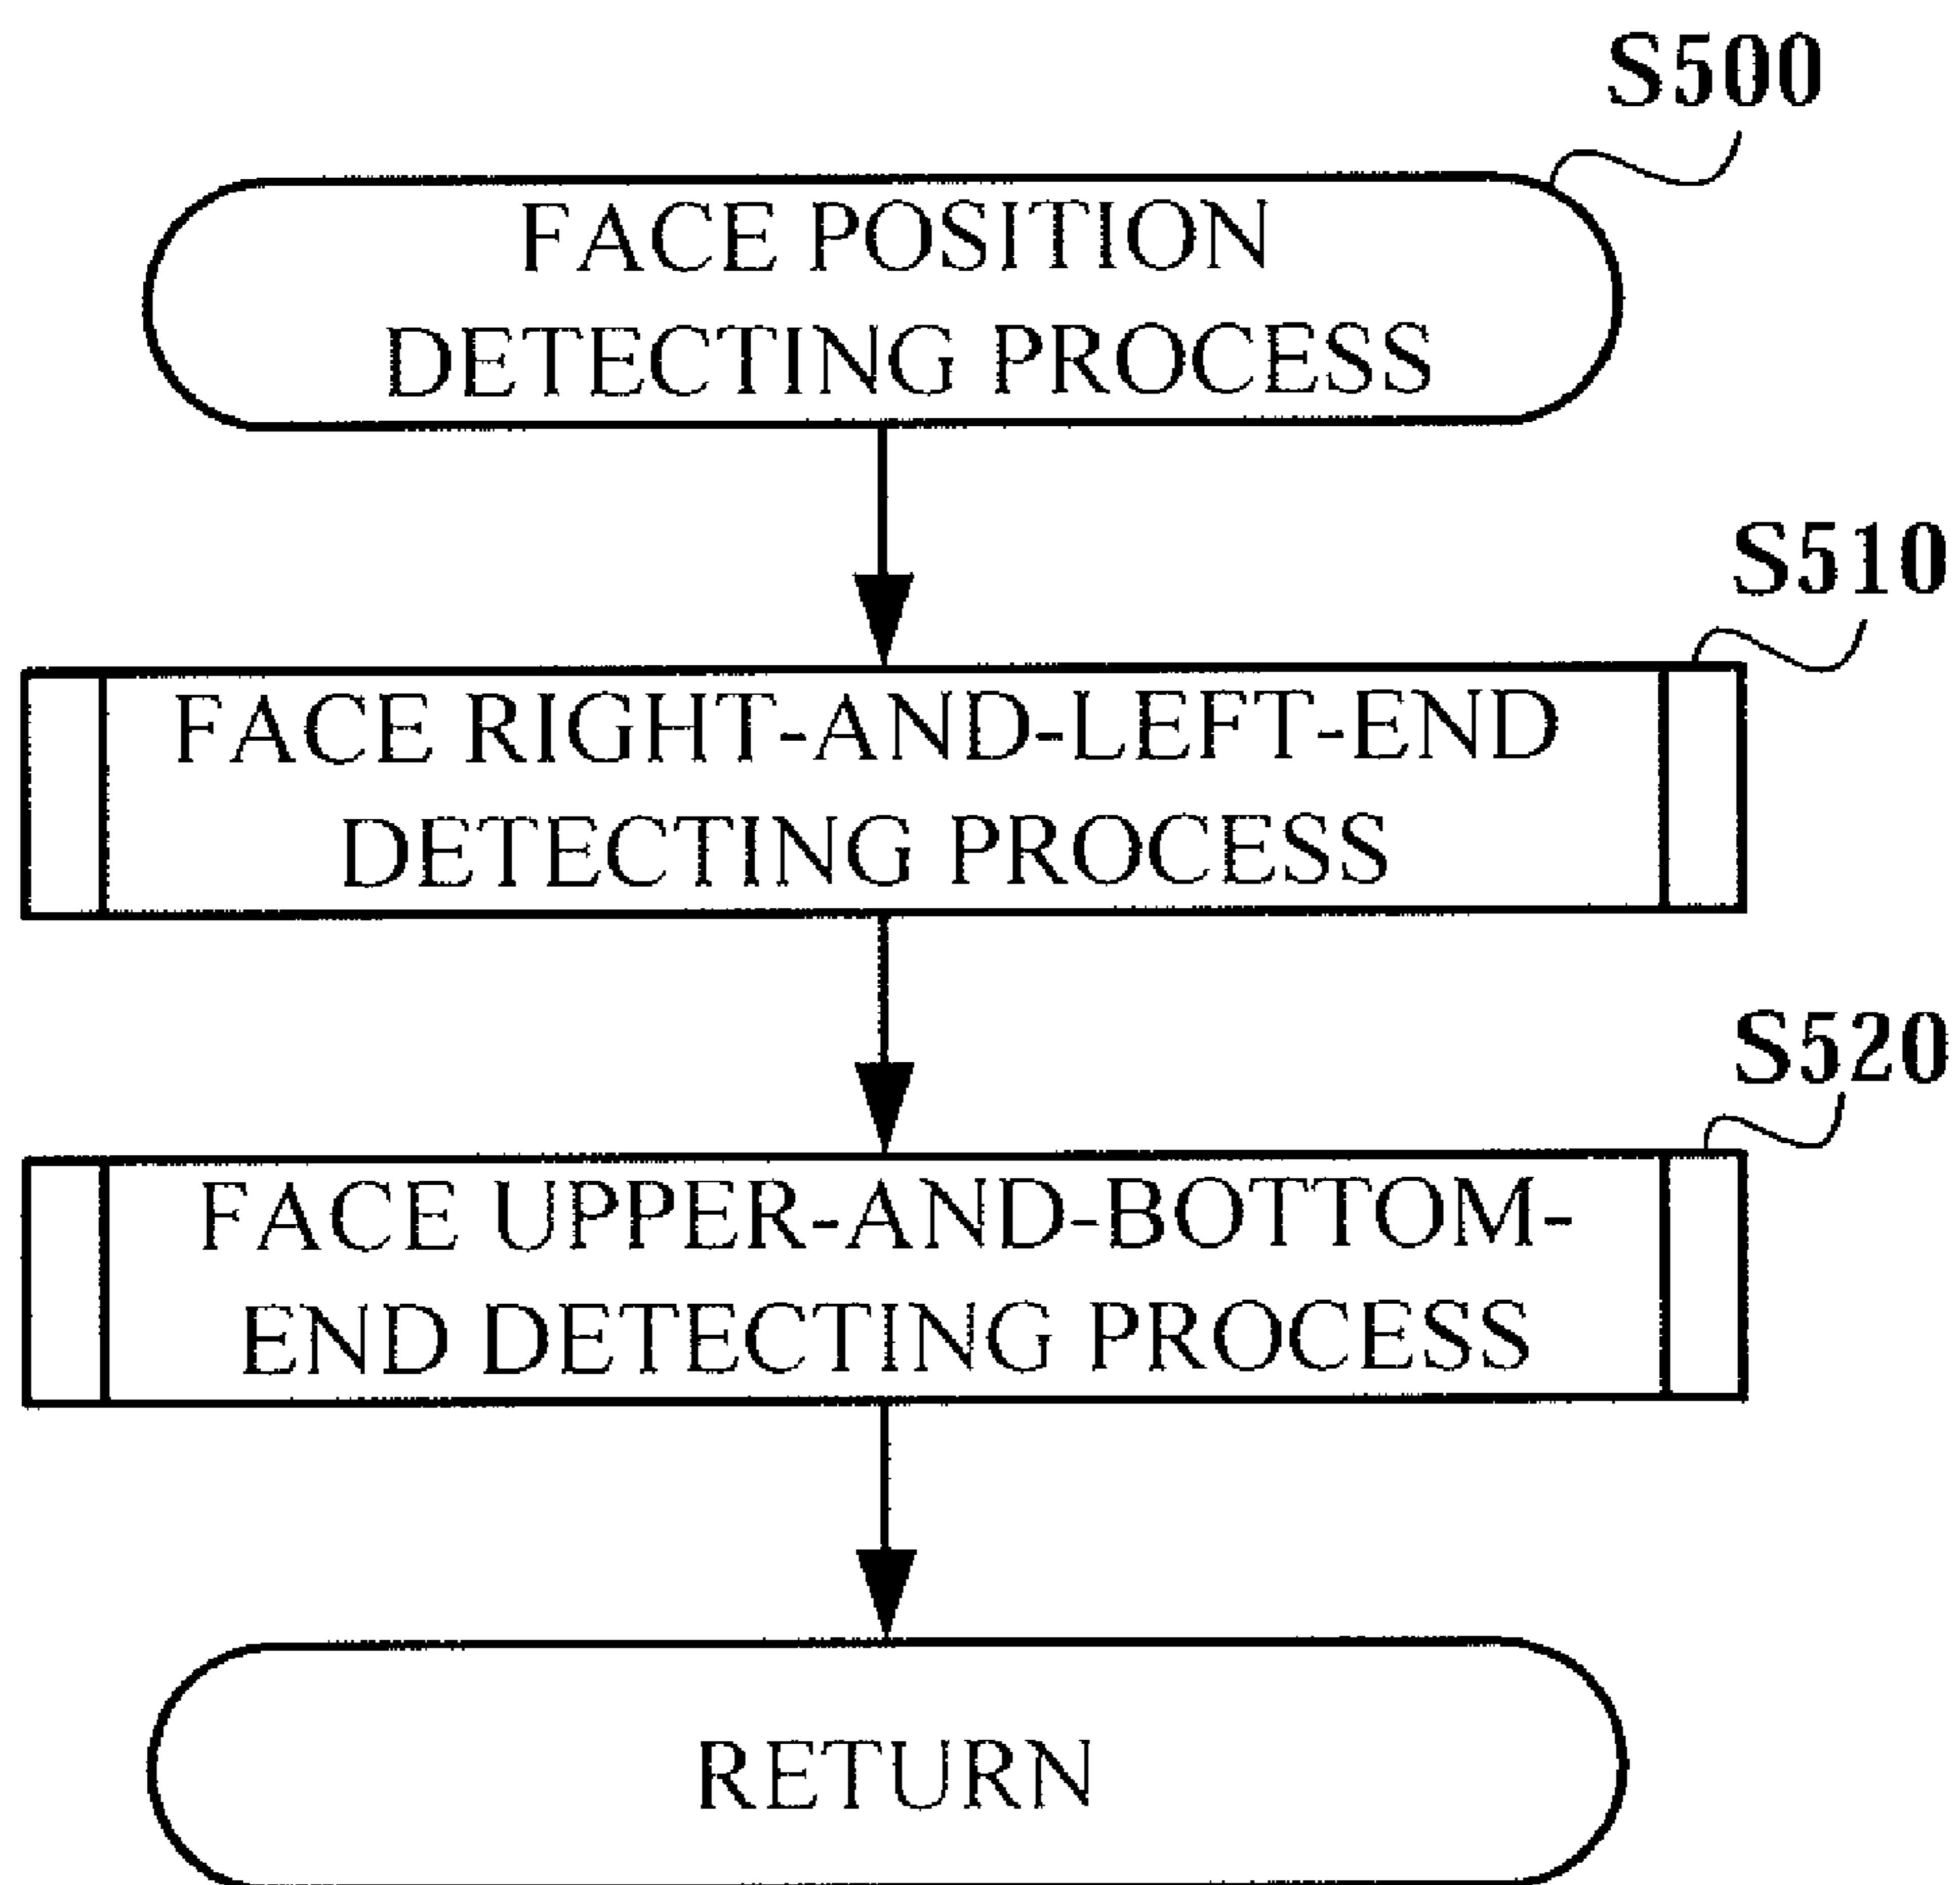 S500
FACE POSITION
DETECTING PROCESS
S510
FACE RIGHT-AND-LEFT-END
DETECTING PROCESS
S520
FACE UPPER-AND-BOTTOM-
END DETECTING PROCESS
RETURN